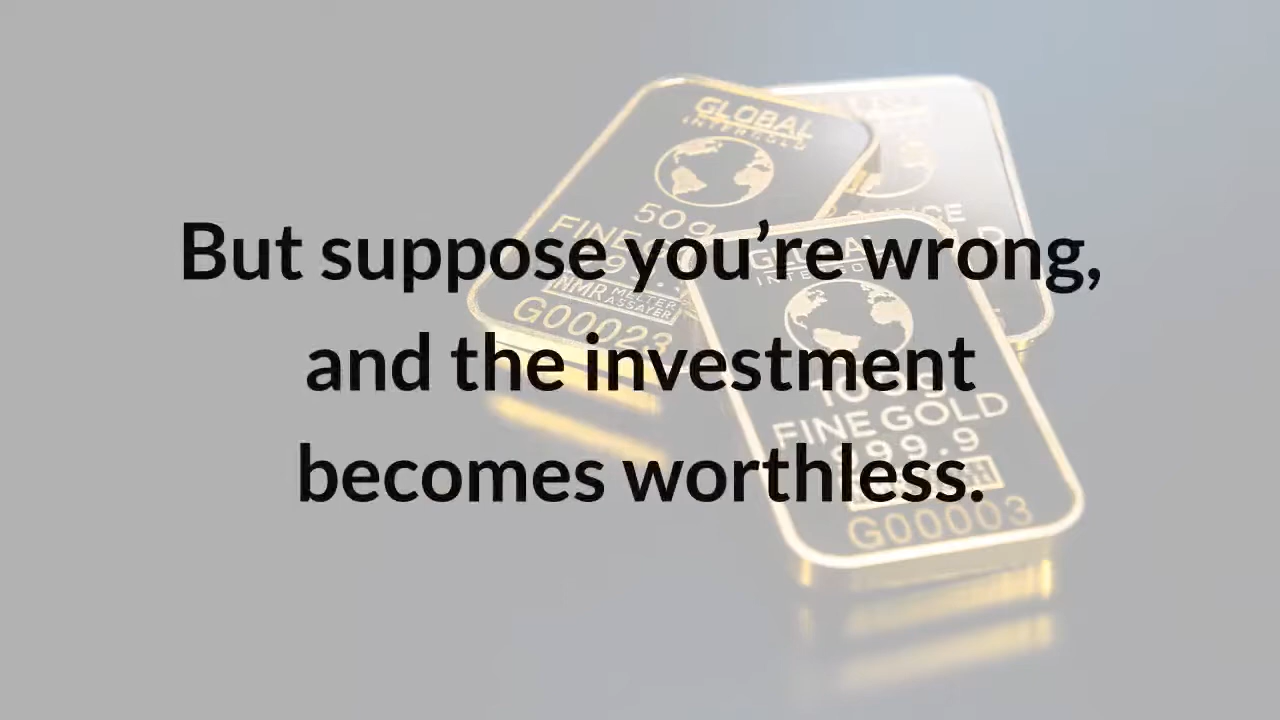 But suppose you’re wrong,
and the investment
becomes worthless.
GLOBAL
INTERGOLD
50 g
FINE
NMR MELTER
ASSAYER
G00023
GLOBAL
FINE GOLD
999.9
G00003